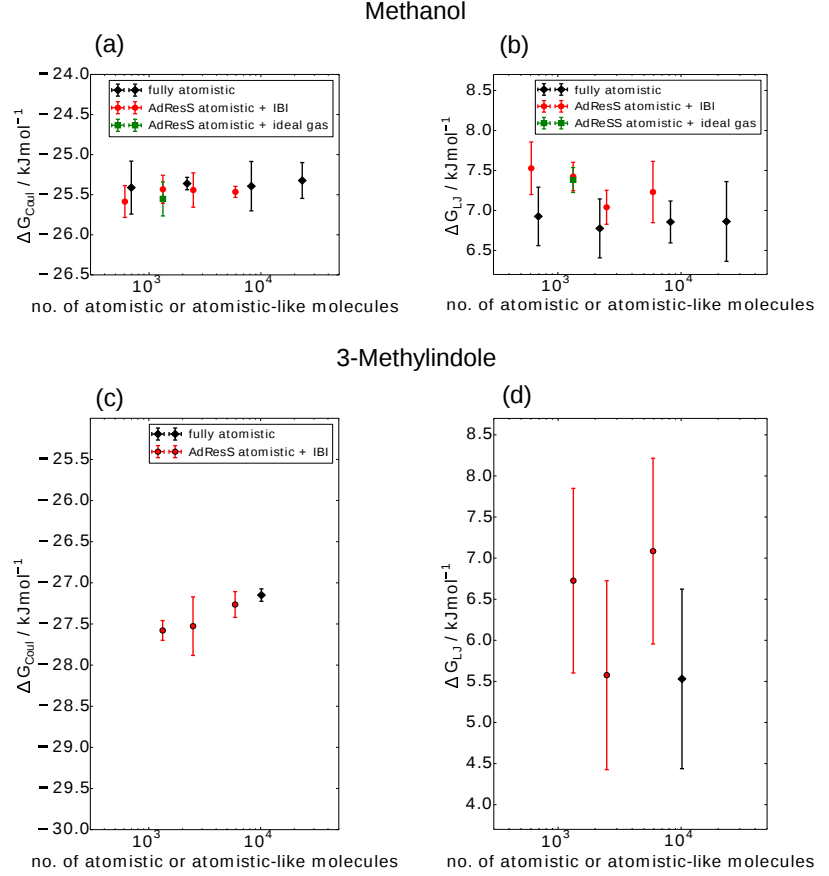 Methanol
(a)
−24.0
−24.5
−25.0
−25.5
−26.0
−26.5
ΔG_Coul / kJmol⁻¹
fully atomistic
AdResS atomistic + IBI
AdResS atomistic + ideal gas
10³
10⁴
no. of atomistic or atomistic-like molecules
(b)
8.5
8.0
7.5
7.0
6.5
ΔG_LJ / kJmol⁻¹
fully atomistic
AdResS atomistic + IBI
AdReSS atomistic + ideal gas
10³
10⁴
no. of atomistic or atomistic-like molecules
3-Methylindole
(c)
−25.5
−26.0
−26.5
−27.0
−27.5
−28.0
−28.5
−29.0
−29.5
−30.0
ΔG_Coul / kJmol⁻¹
fully atomistic
AdResS atomistic + IBI
10³
10⁴
no. of atomistic or atomistic-like molecules
(d)
8.5
8.0
7.5
7.0
6.5
6.0
5.5
5.0
4.5
4.0
ΔG_LJ / kJmol⁻¹
10³
10⁴
no. of atomistic or atomistic-like molecules